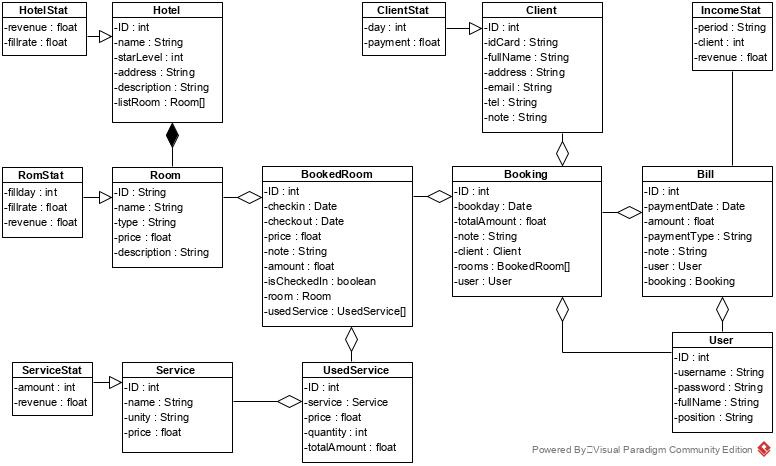 HotelStat
-revenue : float
-fillrate : float
Hotel
-ID : int
-name : String
-starLevel : int
-address : String
-description : String
-listRoom : Room[]
ClientStat
-day : int
-payment : float
Client
-ID : int
-idCard : String
-fullName : String
-address : String
-email : String
-tel : String
-note : String
IncomeStat
-period : String
-client : int
-revenue : float
RomStat
-fillday : int
-fillrate : float
-revenue : float
Room
-ID : String
-name : String
-type : String
-price : float
-description : String
BookedRoom
-ID : int
-checkin : Date
-checkout : Date
-price : float
-note : String
-amount : float
-isCheckedIn : boolean
-room : Room
-usedService : UsedService[]
Booking
-ID : int
-bookday : Date
-totalAmount : float
-note : String
-client : Client
-rooms : BookedRoom[]
-user : User
Bill
-ID : int
-paymentDate : Date
-amount : float
-paymentType : String
-note : String
-user : User
-booking : Booking
ServiceStat
-amount : int
-revenue : float
Service
-ID : int
-name : String
-unity : String
-price : float
UsedService
-ID : int
-service : Service
-price : float
-quantity : int
-totalAmount : float
User
-ID : int
-username : String
-password : String
-fullName : String
-position : String
Powered By Visual Paradigm Community Edition